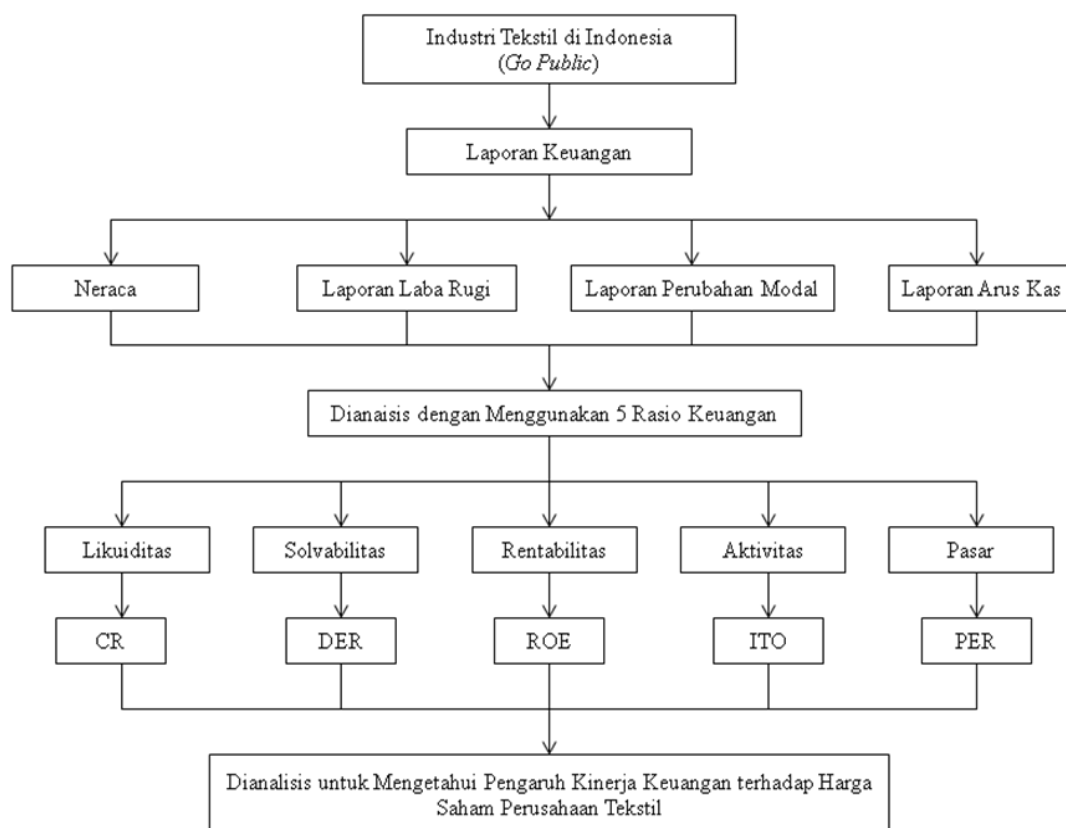 Industri Tekstil di Indonesia
(Go Public)
Laporan Keuangan
Neraca
Laporan Laba Rugi
Laporan Perubahan Modal
Laporan Arus Kas
Dianaisis dengan Menggunakan 5 Rasio Keuangan
Likuiditas
Solvabilitas
Rentabilitas
Aktivitas
Pasar
CR
DER
ROE
ITO
PER
Dianalisis untuk Mengetahui Pengaruh Kinerja Keuangan terhadap Harga
Saham Perusahaan Tekstil